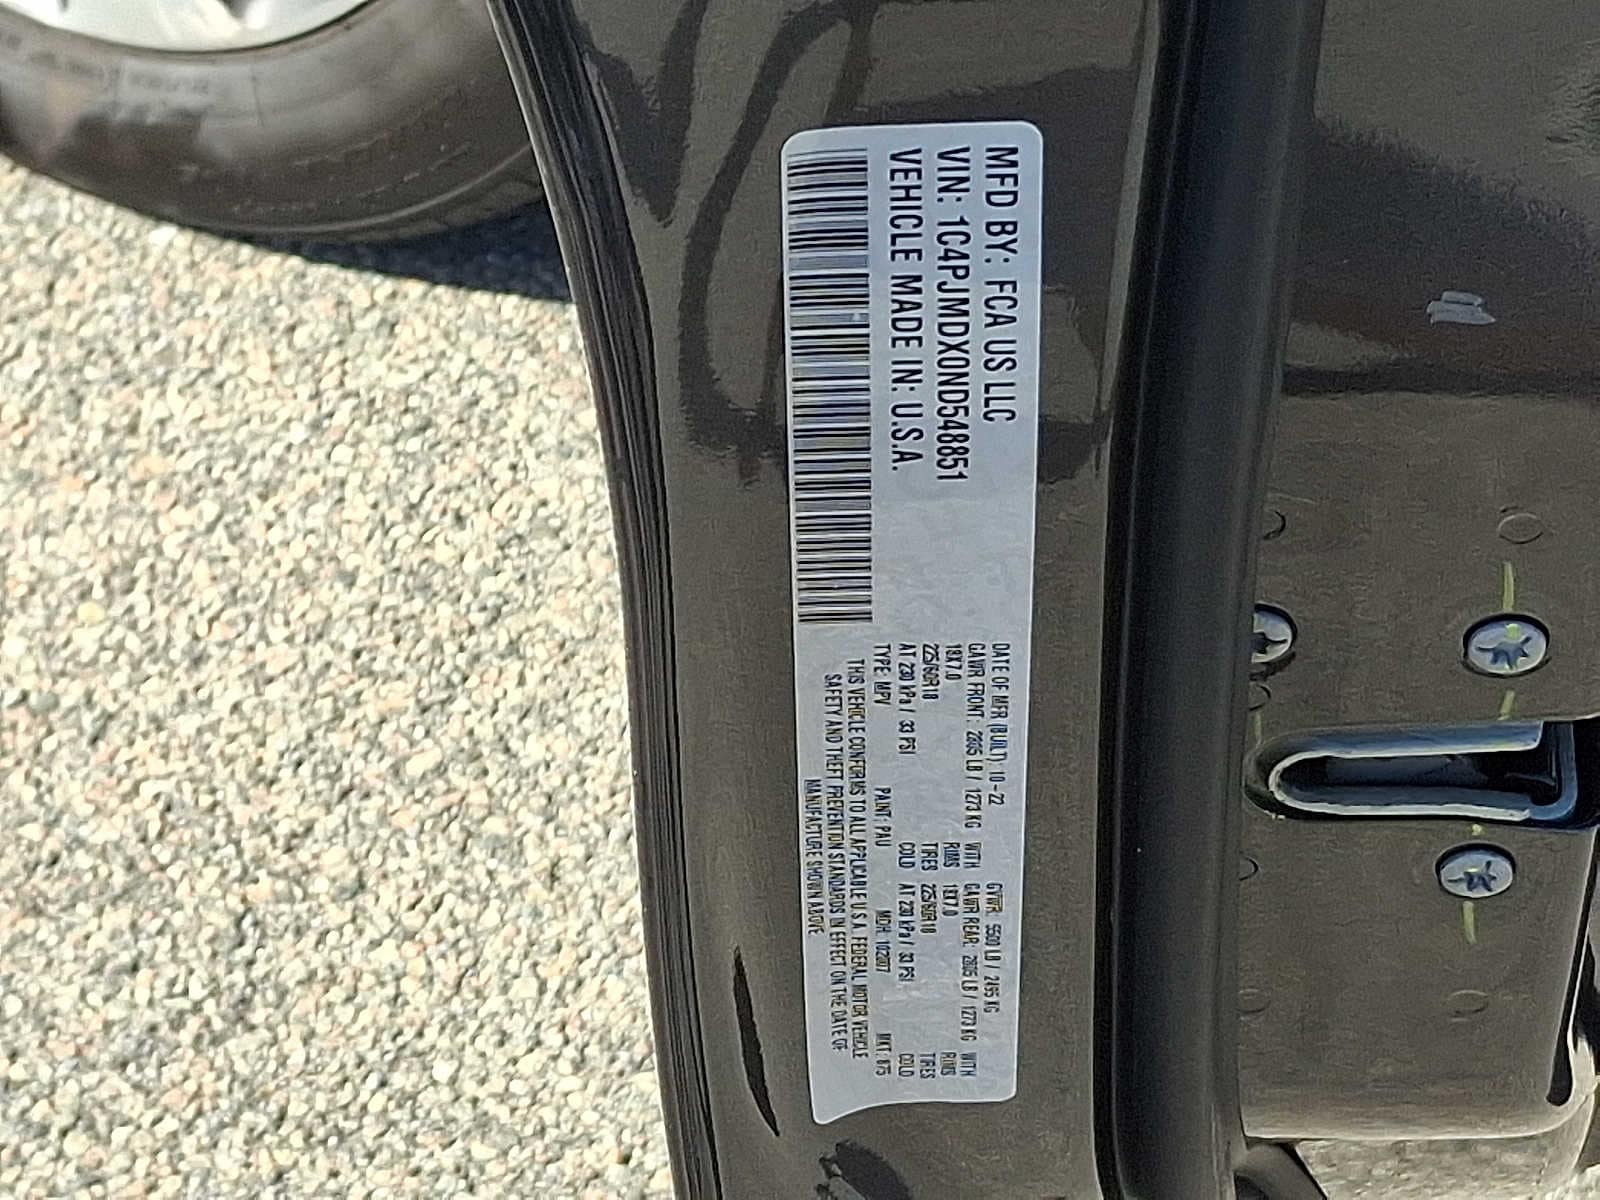 MFD BY: FCA US LLC
VIN: 1C4PJMDX0ND548851
VEHICLE MADE IN: U.S.A.
DATE OF MFR (BUILT) 10-22 GVWR: 5500 LB / 2495 KG
GAWR FRONT: 2805 LB / 1273 KG WITH GAWR REAR: 2805 LB / 1273 KG WITH
18X7.0 RIMS 18X7.0 RIMS
225/60R18 TIRES 225/60R18 TIRES
AT 230 kPa / 33 PSI COLD AT 230 kPa / 33 PSI COLD
TYPE: MPV PAINT: PAU MDH: 102807 MKT: 875
THIS VEHICLE CONFORMS TO ALL APPLICABLE U.S.A. FEDERAL MOTOR VEHICLE
SAFETY AND THEFT PREVENTION STANDARDS IN EFFECT ON THE DATE OF
MANUFACTURE SHOWN ABOVE